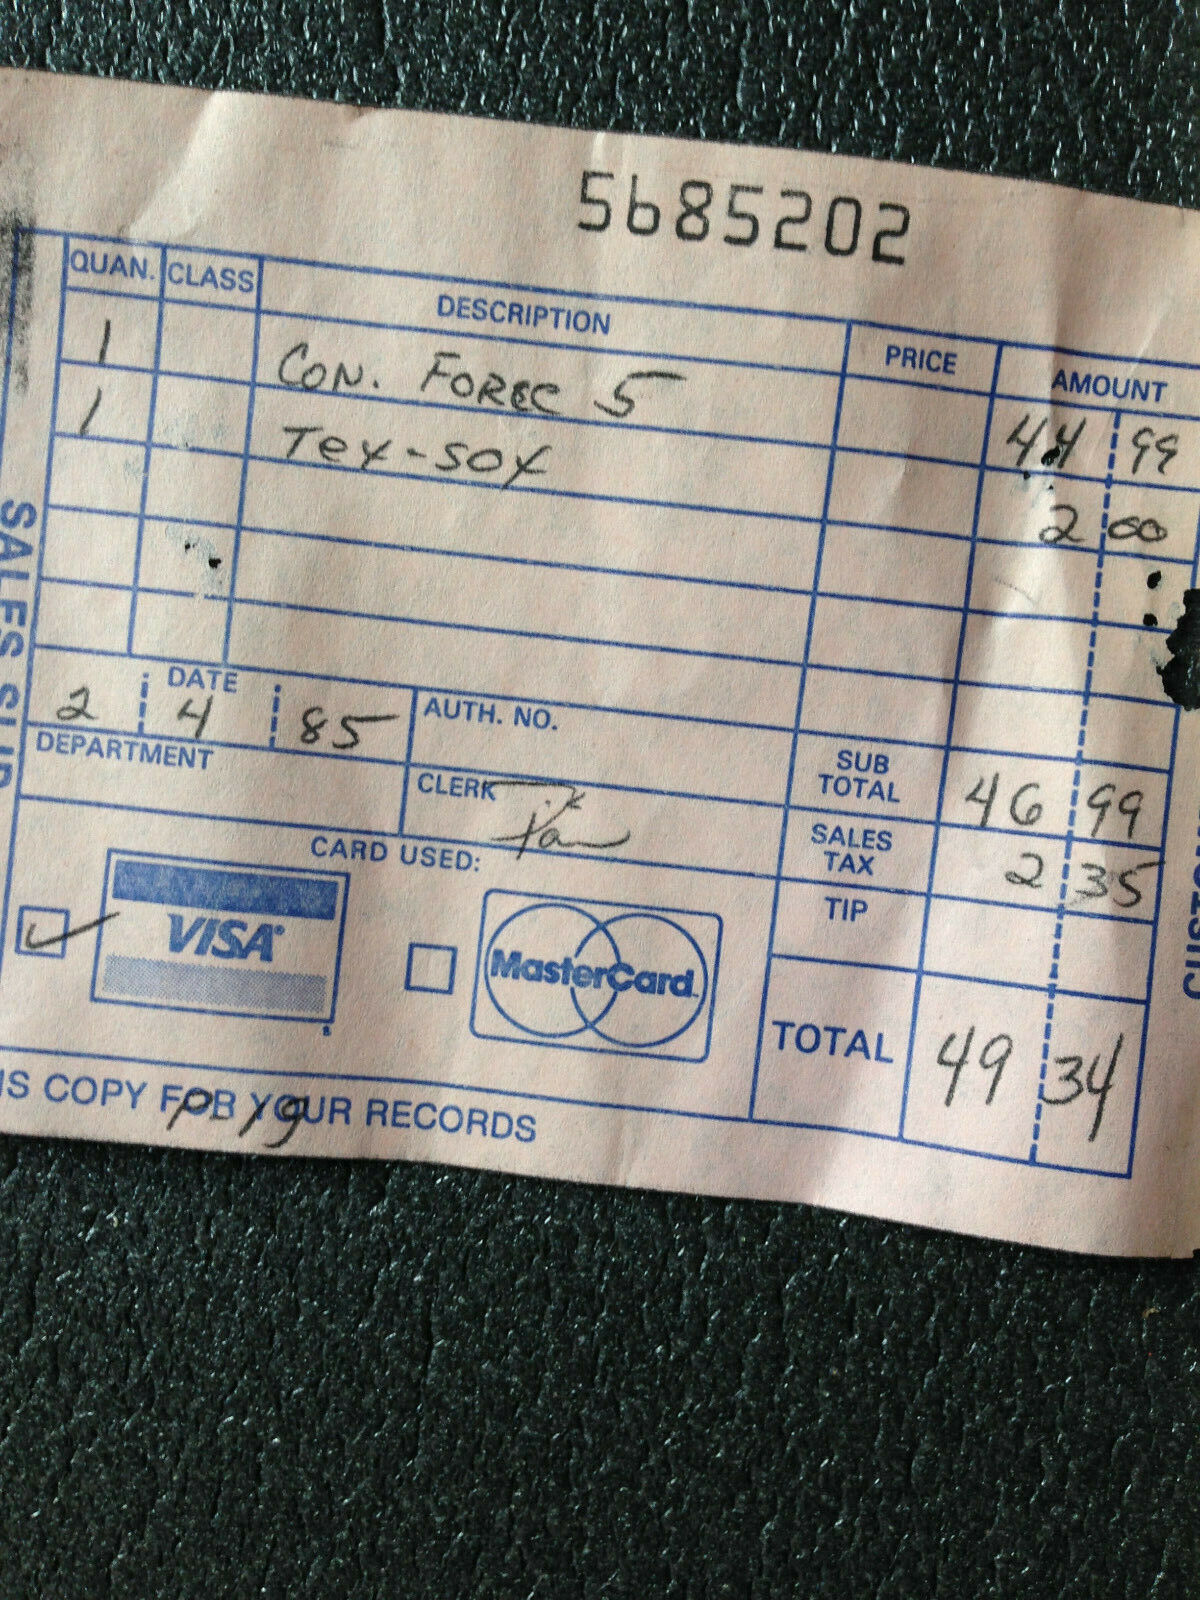 5685202
QUAN. CLASS DESCRIPTION PRICE AMOUNT
1 CON. FOREC 5 44 99
1 Tex-sox 2 00
SALES SLIP
DATE
2 4 85
AUTH. NO.
DEPARTMENT
CLERK
SUB TOTAL 46 99
SALES TAX 2 35
TIP
TOTAL 49 34
CARD USED:
VISA
MasterCard
IS COPY FOR YOUR RECORDS
P-19